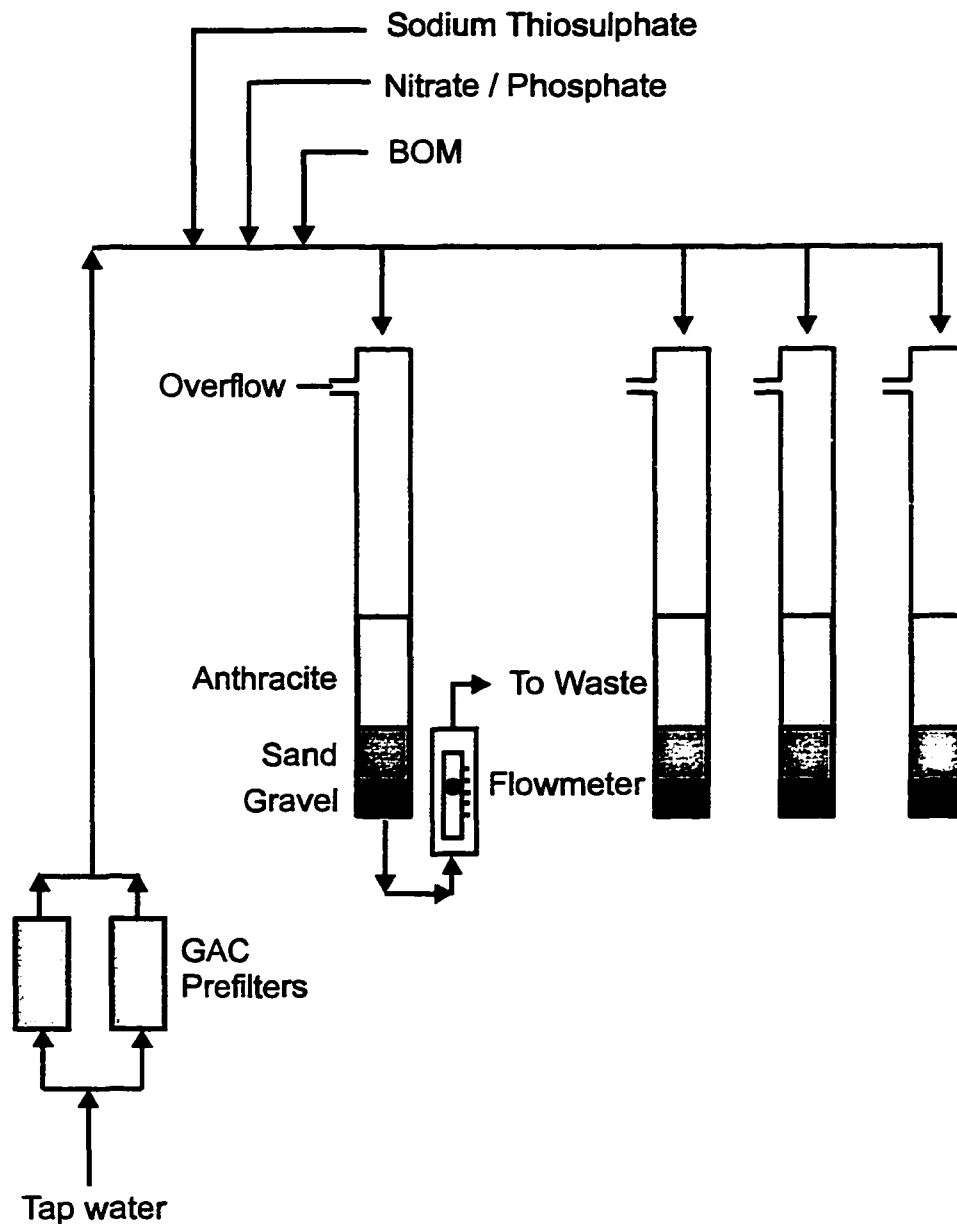 Sodium Thiosulphate
Nitrate / Phosphate
BOM
Overflow
Anthracite
To Waste
Sand
Flowmeter
Gravel
GAC
Prefilters
Tap water